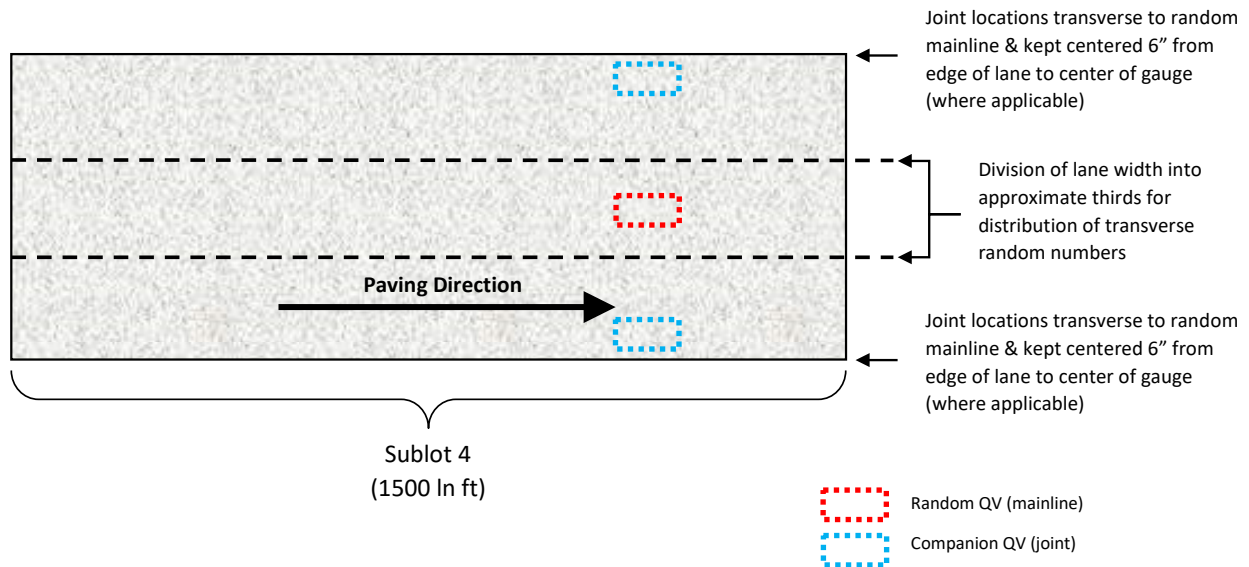 Joint locations transverse to random
mainline & kept centered 6” from
edge of lane to center of gauge
(where applicable)
Division of lane width into
approximate thirds for
distribution of transverse
random numbers
Paving Direction
Joint locations transverse to random
mainline & kept centered 6” from
edge of lane to center of gauge
(where applicable)
Sublot 4
(1500 ln ft)
Random QV (mainline)
Companion QV (joint)